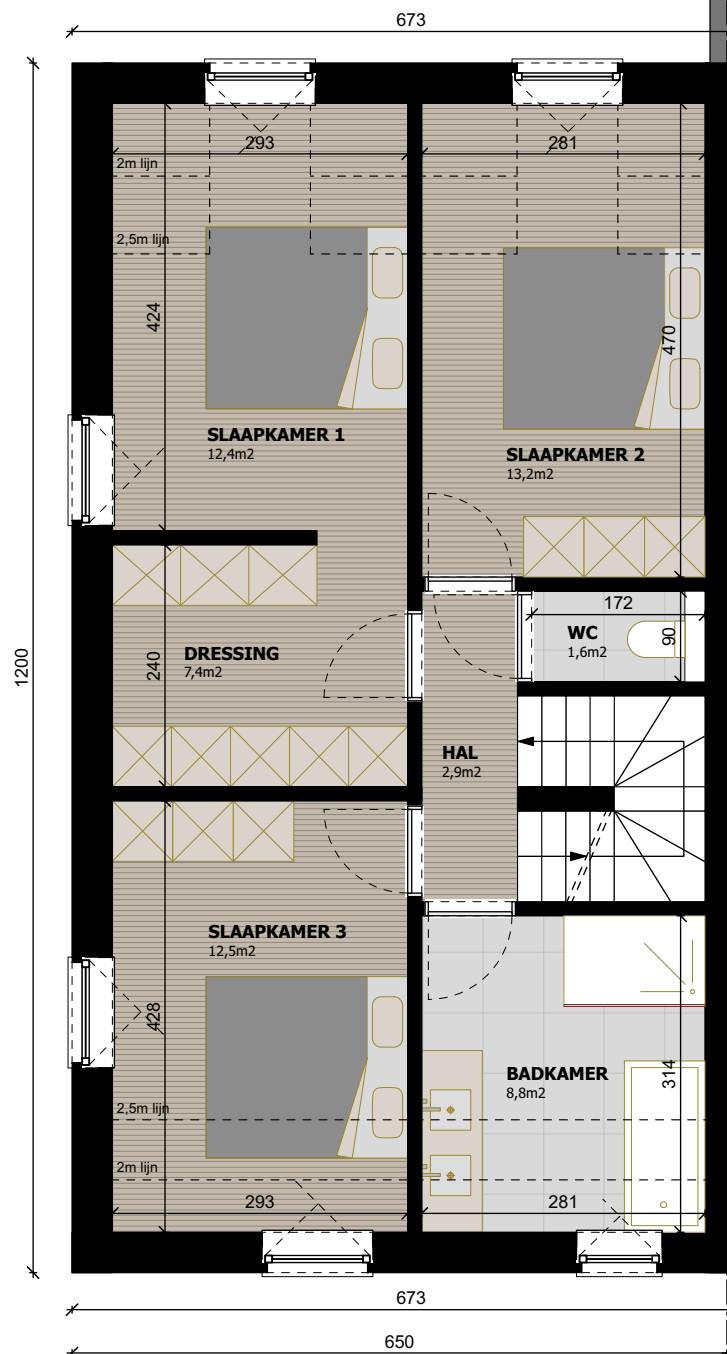 673
293
281
2m lijn
2,5m lijn
424
470
SLAAPKAMER 1
12,4m2
SLAAPKAMER 2
13,2m2
172
WC
1,6m2
90
DRESSING
7,4m2
240
1200
HAL
2,9m2
SLAAPKAMER 3
12,5m2
428
BADKAMER
8,8m2
314
2,5m lijn
2m lijn
293
281
673
650